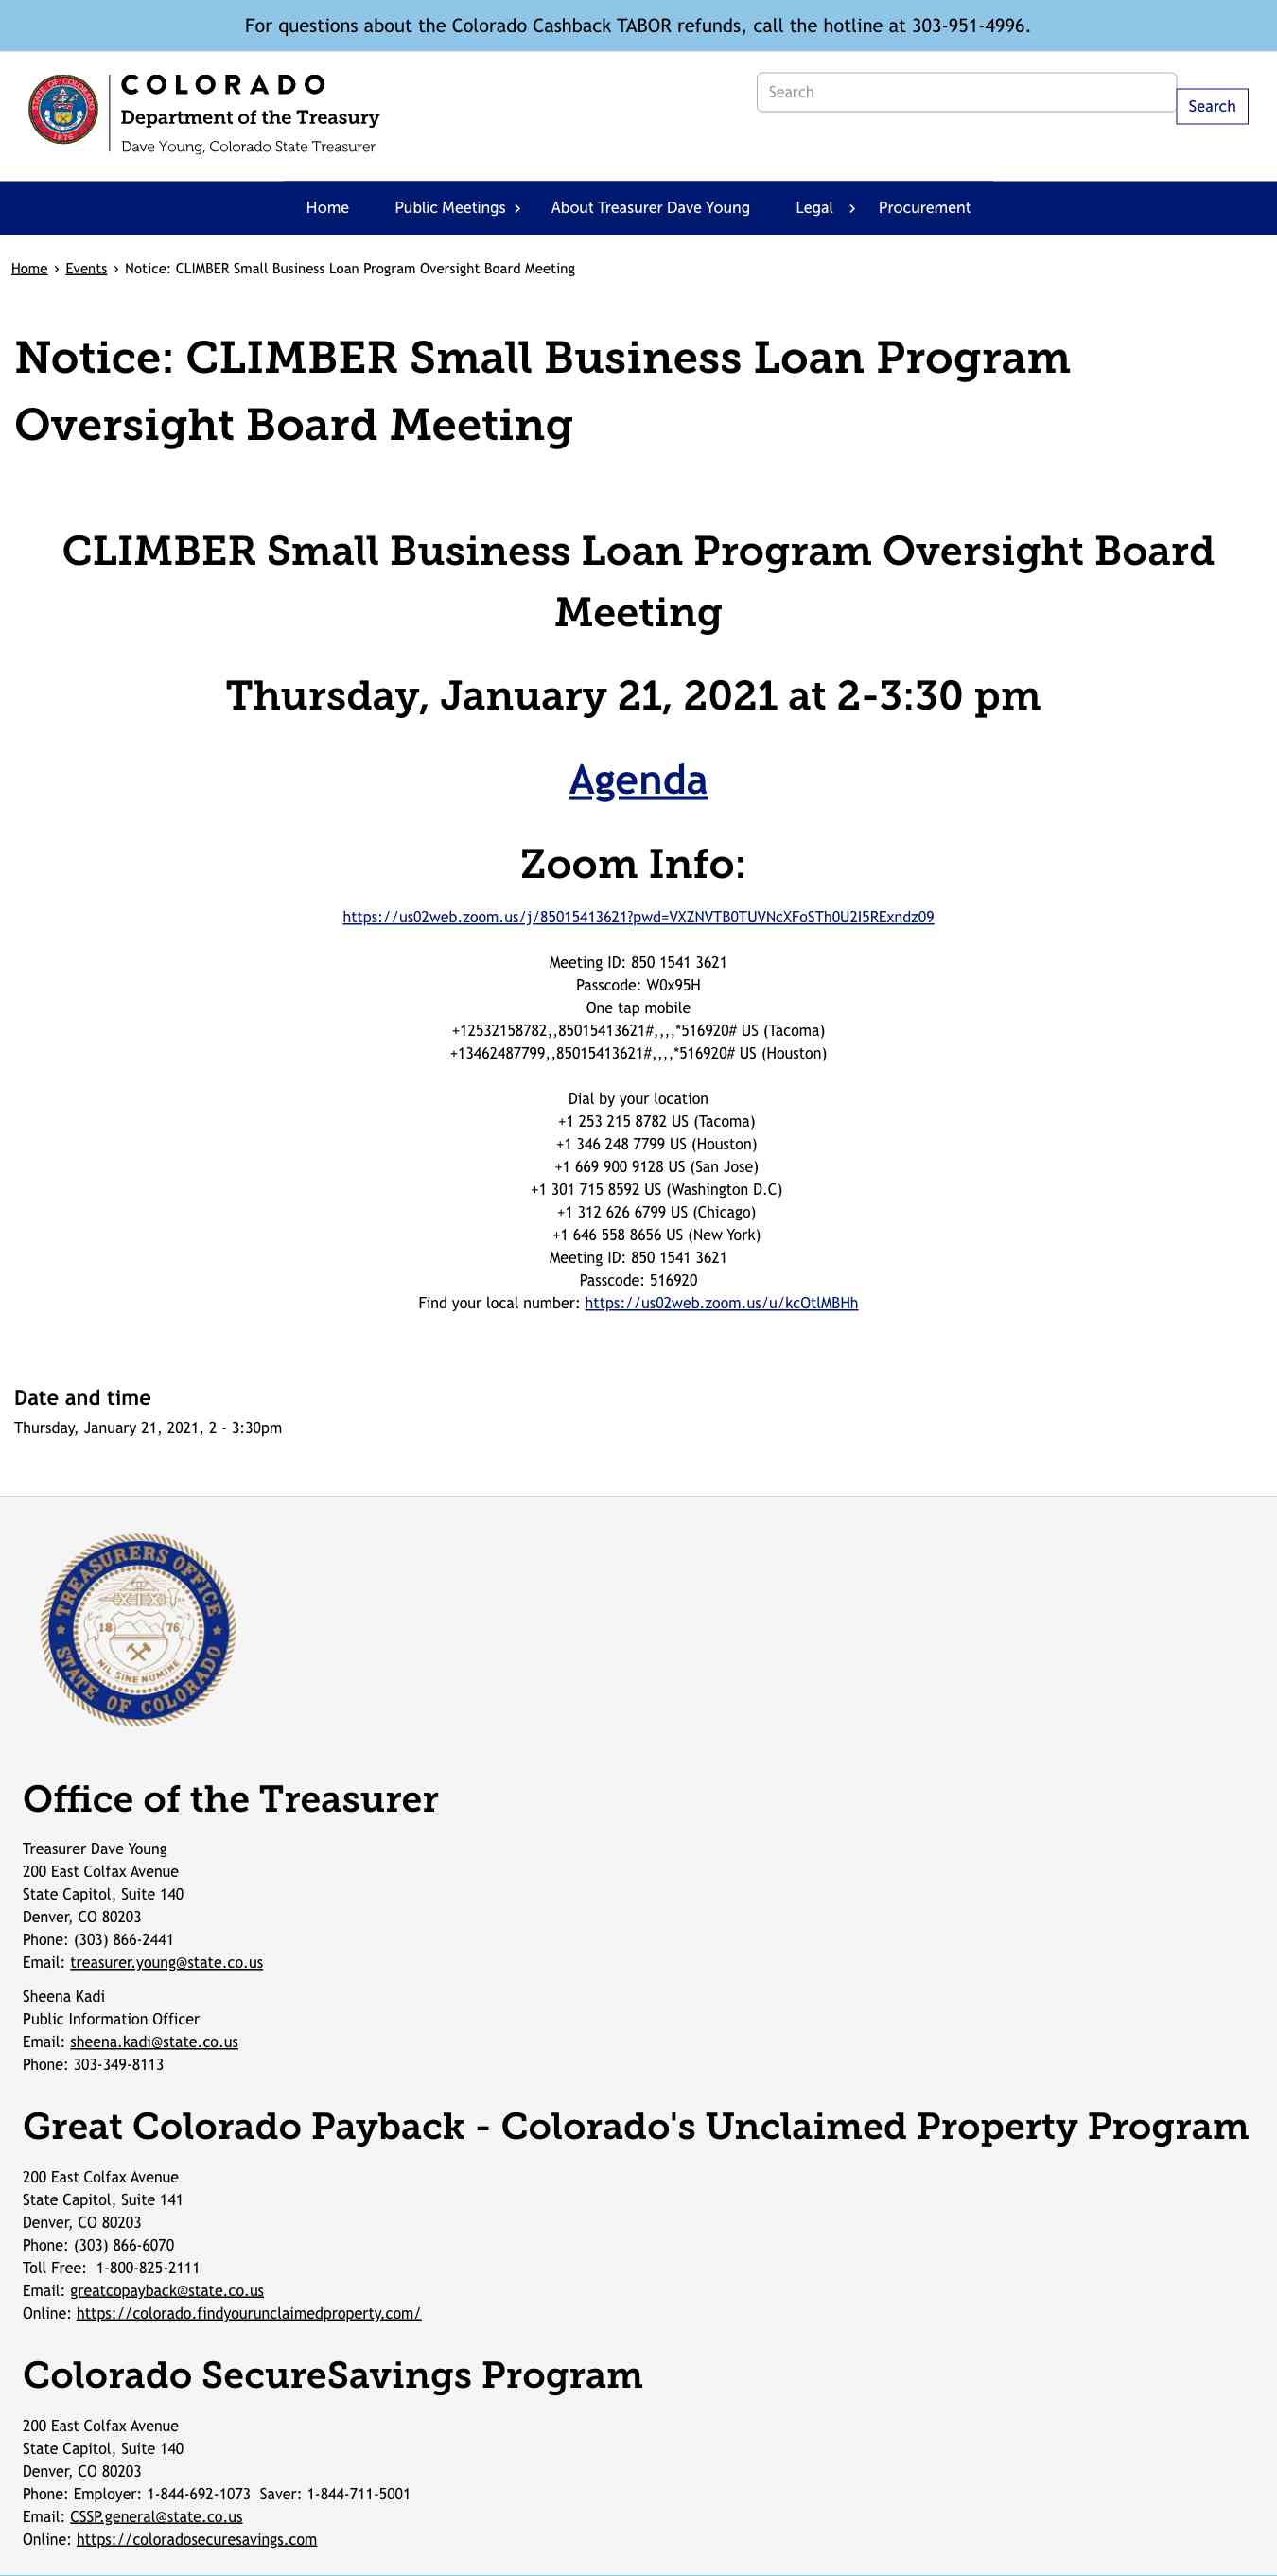 For questions about the Colorado Cashback TABOR refunds, call the hotline at 303-951-4996.
STATE OF COLORADO
1876
COLORADO
Department of the Treasury
Dave Young, Colorado State Treasurer
Search
Search
Home Public Meetings › About Treasurer Dave Young Legal › Procurement
Home › Events › Notice: CLIMBER Small Business Loan Program Oversight Board Meeting
Notice: CLIMBER Small Business Loan Program
Oversight Board Meeting
CLIMBER Small Business Loan Program Oversight Board
Meeting
Thursday, January 21, 2021 at 2-3:30 pm
Agenda
Zoom Info:
https://us02web.zoom.us/j/85015413621?pwd=VXZNVTB0TUVNcXFoSTh0U2I5RExndz09
Meeting ID: 850 1541 3621
Passcode: W0x95H
One tap mobile
+12532158782,,85015413621#,,,,*516920# US (Tacoma)
+13462487799,,85015413621#,,,,*516920# US (Houston)
Dial by your location
+1 253 215 8782 US (Tacoma)
+1 346 248 7799 US (Houston)
+1 669 900 9128 US (San Jose)
+1 301 715 8592 US (Washington D.C)
+1 312 626 6799 US (Chicago)
+1 646 558 8656 US (New York)
Meeting ID: 850 1541 3621
Passcode: 516920
Find your local number: https://us02web.zoom.us/u/kcOtlMBHh
Date and time
Thursday, January 21, 2021, 2 - 3:30pm
TREASURERS OFFICE
18 76
NIL SINE NUMINE
STATE OF COLORADO
Office of the Treasurer
Treasurer Dave Young
200 East Colfax Avenue
State Capitol, Suite 140
Denver, CO 80203
Phone: (303) 866-2441
Email: treasurer.young@state.co.us
Sheena Kadi
Public Information Officer
Email: sheena.kadi@state.co.us
Phone: 303-349-8113
Great Colorado Payback - Colorado's Unclaimed Property Program
200 East Colfax Avenue
State Capitol, Suite 141
Denver, CO 80203
Phone: (303) 866-6070
Toll Free:  1-800-825-2111
Email: greatcopayback@state.co.us
Online: https://colorado.findyourunclaimedproperty.com/
Colorado SecureSavings Program
200 East Colfax Avenue
State Capitol, Suite 140
Denver, CO 80203
Phone: Employer: 1-844-692-1073  Saver: 1-844-711-5001
Email: CSSP.general@state.co.us
Online: https://coloradosecuresavings.com